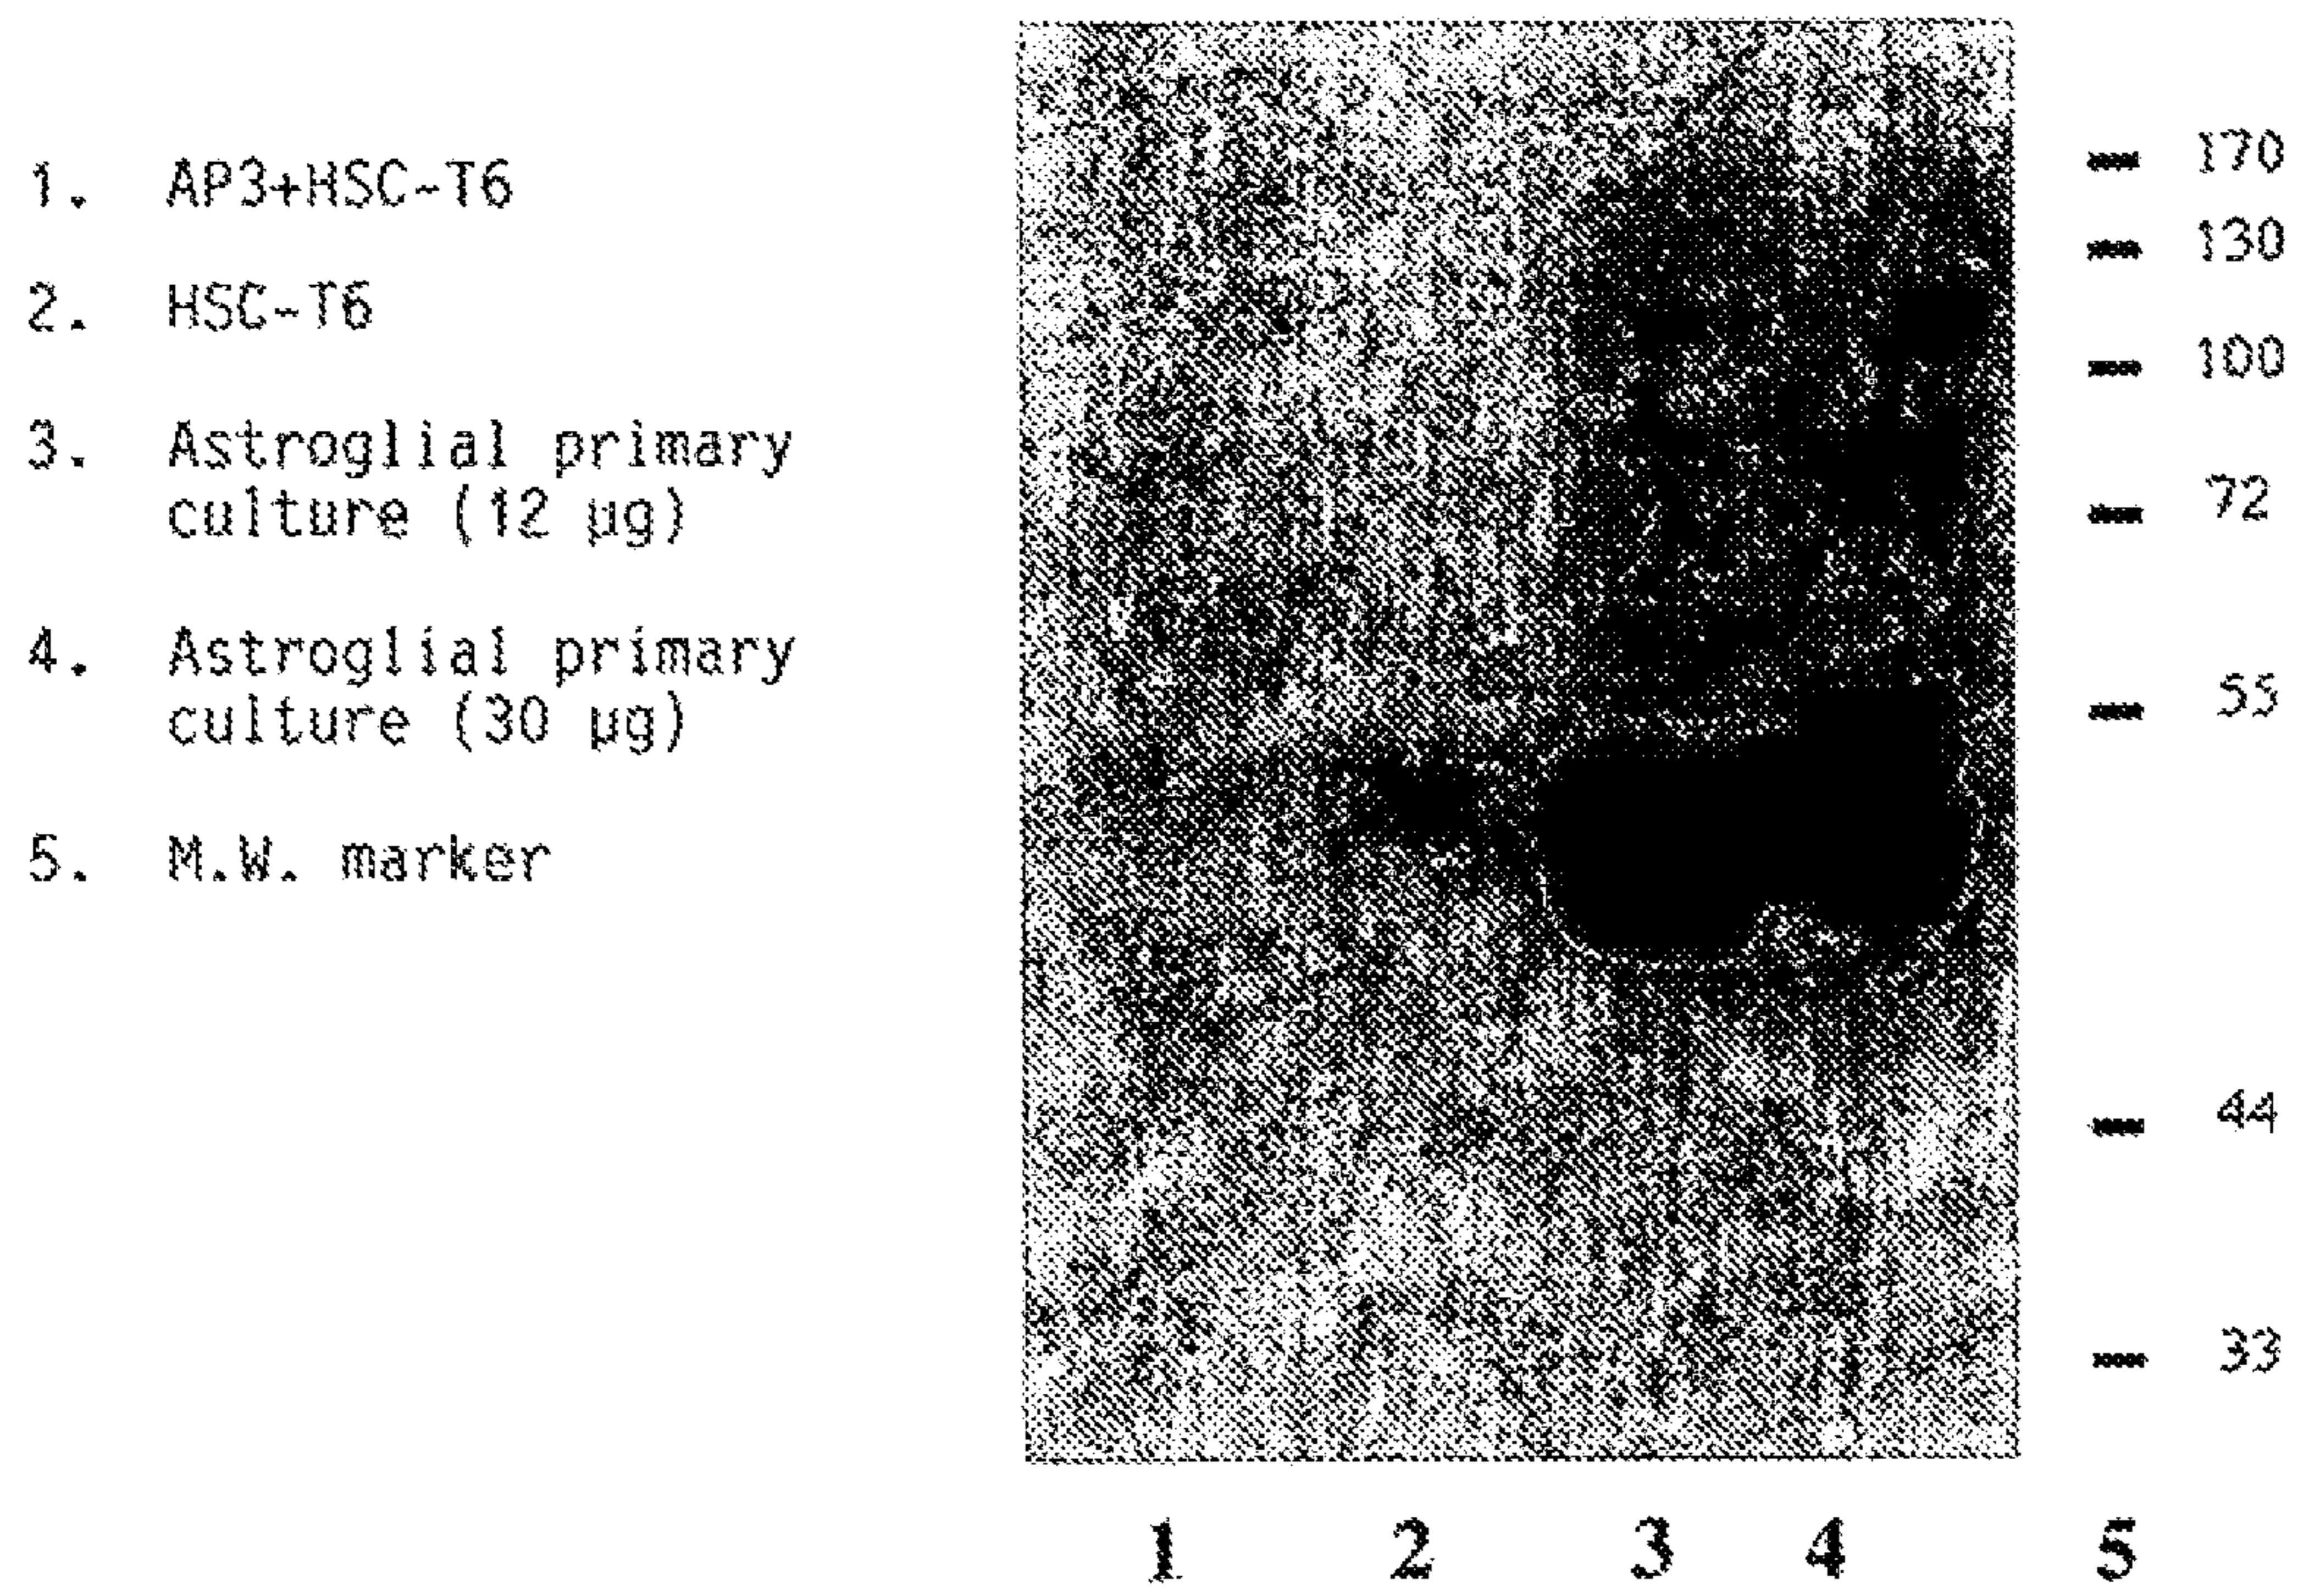 1. AP3+HSC-T6
2. HSC-T6
3. Astroglial primary
culture (12 µg)
4. Astroglial primary
culture (30 µg)
5. M.W. marker
170
130
100
72
55
44
33
1 2 3 4 5